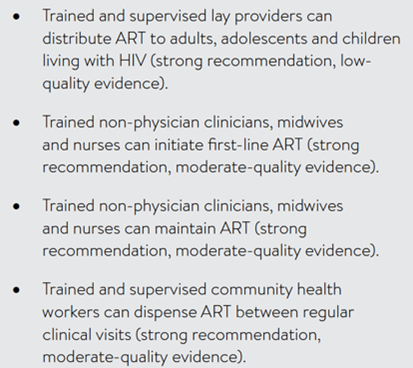 • Trained and supervised lay providers can
distribute ART to adults, adolescents and children
living with HIV (strong recommendation, low-
quality evidence).
• Trained non-physician clinicians, midwives
and nurses can initiate first-line ART (strong
recommendation, moderate-quality evidence).
• Trained non-physician clinicians, midwives
and nurses can maintain ART (strong
recommendation, moderate-quality evidence).
• Trained and supervised community health
workers can dispense ART between regular
clinical visits (strong recommendation,
moderate-quality evidence).